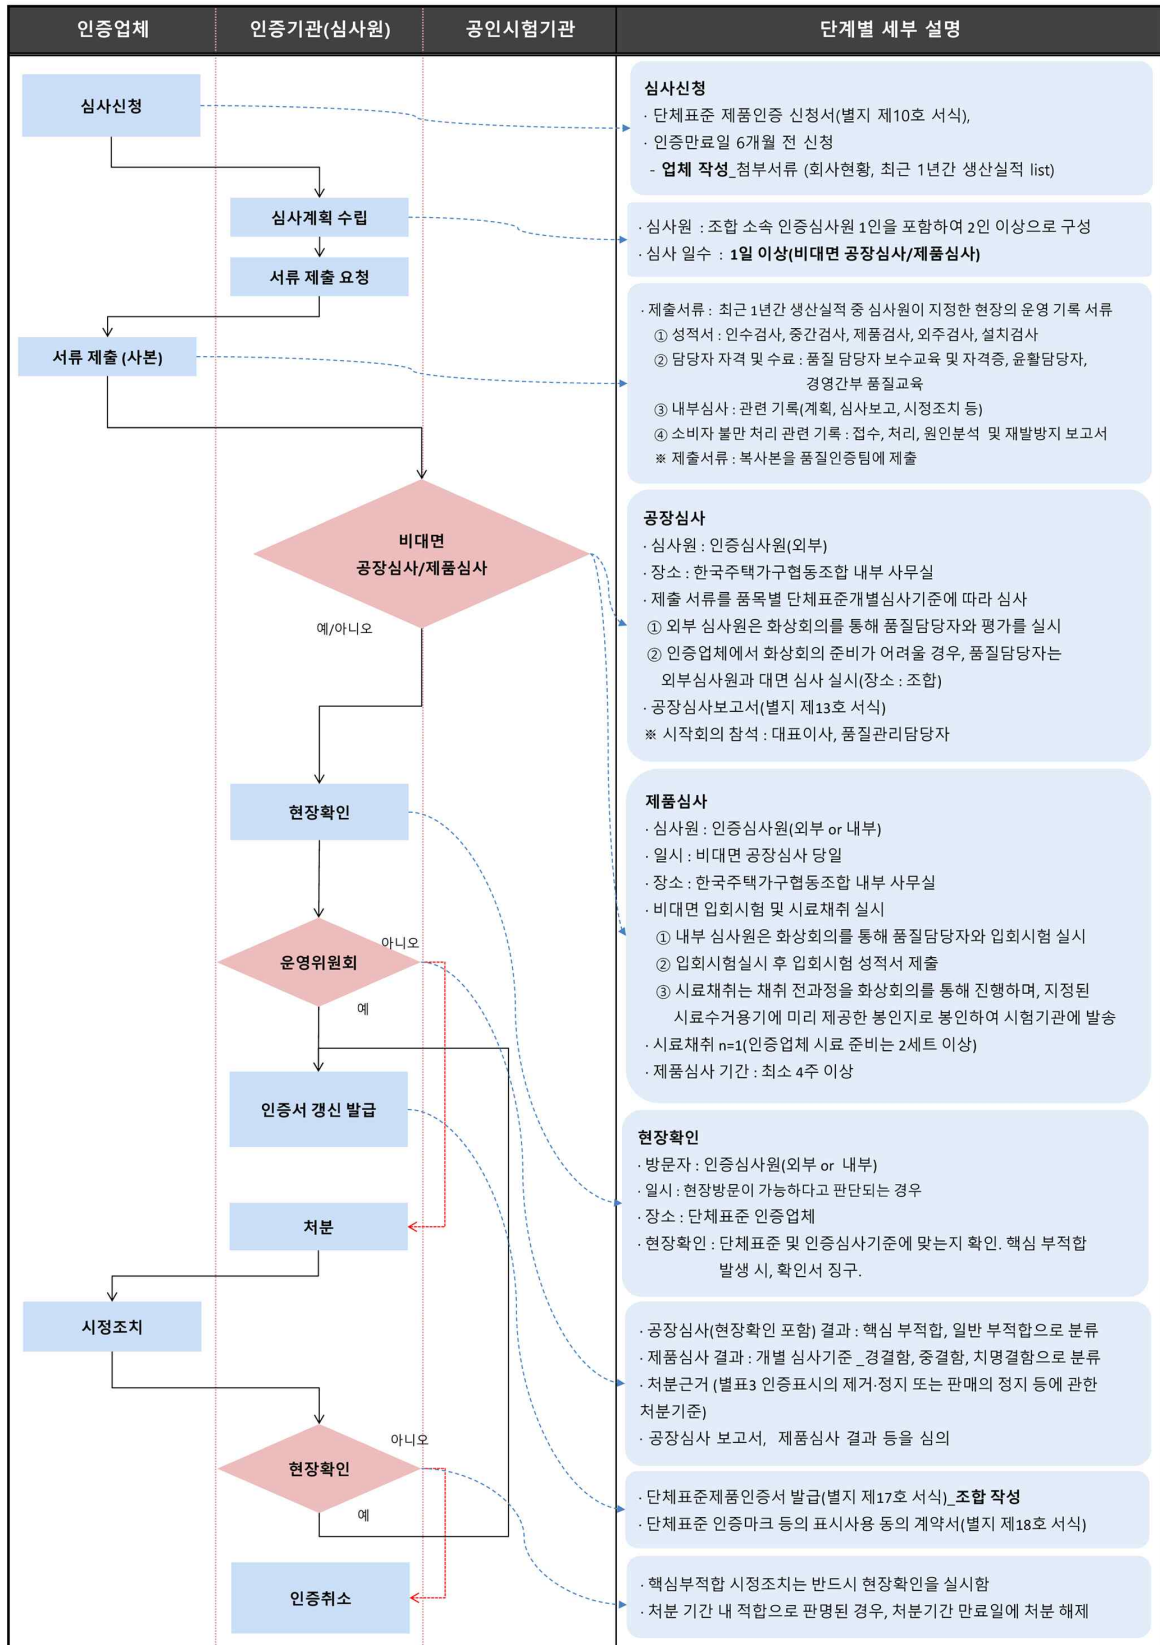 인증업체
인증기관(심사원)
공인시험기관
단계별 세부 설명
심사신청
심사계획 수립
서류 제출 요청
서류 제출 (사본)
비대면
공장심사/제품심사
예/아니오
현장확인
아니오
운영위원회
예
인증서 갱신 발급
처분
시정조치
아니오
현장확인
예
인증취소
심사신청
· 단체표준 제품인증 신청서(별지 제10호 서식),
· 인증만료일 6개월 전 신청
- 업체 작성_첨부서류 (회사현황, 최근 1년간 생산실적 list)
· 심사원 : 조합 소속 인증심사원 1인을 포함하여 2인 이상으로 구성
· 심사 일수 : 1일 이상(비대면 공장심사/제품심사)
· 제출서류 : 최근 1년간 생산실적 중 심사원이 지정한 현장의 운영 기록 서류
① 성적서 : 인수검사, 중간검사, 제품검사, 외주검사, 설치검사
② 담당자 자격 및 수료 : 품질 담당자 보수교육 및 자격증, 윤활담당자,
경영간부 품질교육
③ 내부심사 : 관련 기록(계획, 심사보고, 시정조치 등)
④ 소비자 불만 처리 관련 기록 : 접수, 처리, 원인분석 및 재발방지 보고서
※ 제출서류 : 복사본을 품질인증팀에 제출
공장심사
· 심사원 : 인증심사원(외부)
· 장소 : 한국주택가구협동조합 내부 사무실
· 제출 서류를 품목별 단체표준개별심사기준에 따라 심사
① 외부 심사원은 화상회의를 통해 품질담당자와 평가를 실시
② 인증업체에서 화상회의 준비가 어려울 경우, 품질담당자는
외부심사원과 대면 심사 실시(장소 : 조합)
· 공장심사보고서(별지 제13호 서식)
※ 시작회의 참석 : 대표이사, 품질관리담당자
제품심사
· 심사원 : 인증심사원(외부 or 내부)
· 일시 : 비대면 공장심사 당일
· 장소 : 한국주택가구협동조합 내부 사무실
· 비대면 입회시험 및 시료채취 실시
① 내부 심사원은 화상회의를 통해 품질담당자와 입회시험 실시
② 입회시험실시 후 입회시험 성적서 제출
③ 시료채취는 채취 전과정을 화상회의를 통해 진행하며, 지정된
시료수거용기에 미리 제공한 봉인지로 봉인하여 시험기관에 발송
· 시료채취 n=1(인증업체 시료 준비는 2세트 이상)
· 제품심사 기간 : 최소 4주 이상
현장확인
· 방문자 : 인증심사원(외부 or 내부)
· 일시 : 현장방문이 가능하다고 판단되는 경우
· 장소 : 단체표준 인증업체
· 현장확인 : 단체표준 및 인증심사기준에 맞는지 확인. 핵심 부적합
발생 시, 확인서 징구.
· 공장심사(현장확인 포함) 결과 : 핵심 부적합, 일반 부적합으로 분류
· 제품심사 결과 : 개별 심사기준 _경결함, 중결함, 치명결함으로 분류
· 처분근거 (별표3 인증표시의 제거·정지 또는 판매의 정지 등에 관한
처분기준)
· 공장심사 보고서, 제품심사 결과 등을 심의
· 단체표준제품인증서 발급(별지 제17호 서식)_조합 작성
· 단체표준 인증마크 등의 표시사용 동의 계약서(별지 제18호 서식)
· 핵심부적합 시정조치는 반드시 현장확인을 실시함
· 처분 기간 내 적합으로 판명된 경우, 처분기간 만료일에 처분 해제